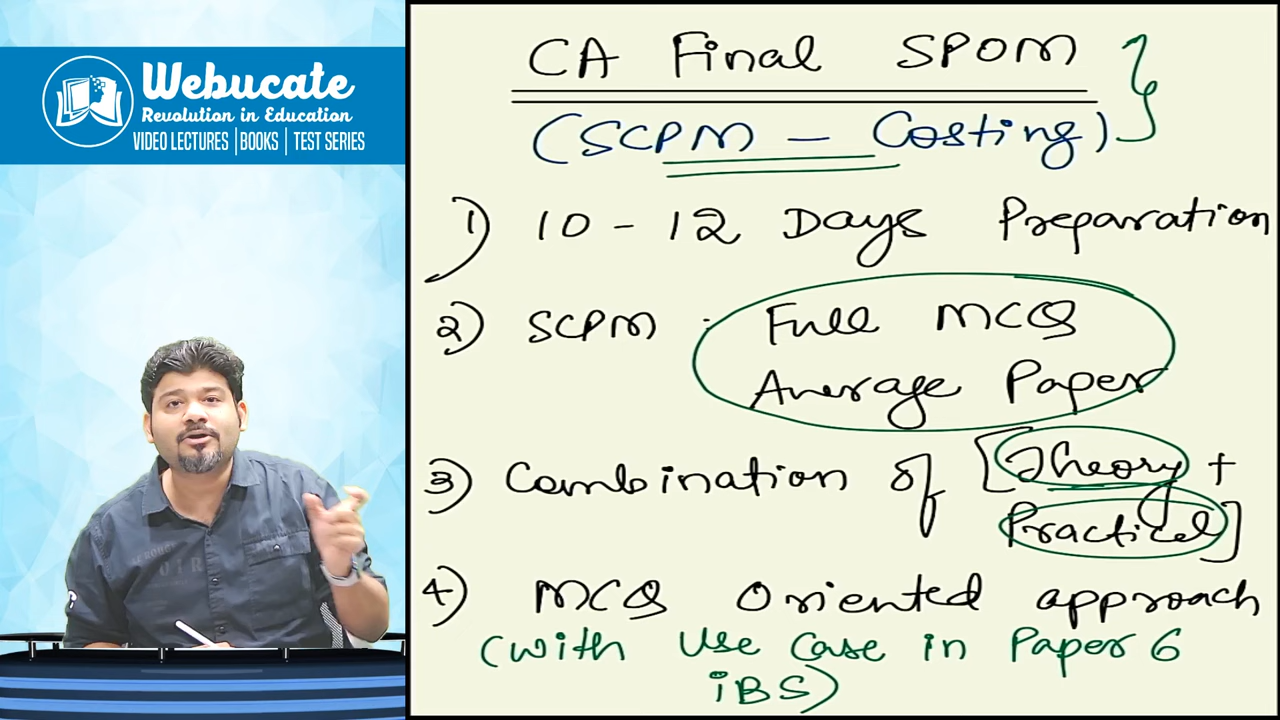 Webucate
Revolution in Education
VIDEO LECTURES | BOOKS | TEST SERIES
CA Final SPOM
(SCPM - Costing)
1) 10 - 12 Days Preparation
2) SCPM - Full MCQ
Average Paper
3) Combination of [Theory +
Practical]
4) MCQ Oriented approach
(with Use Case in Paper 6
iBS)